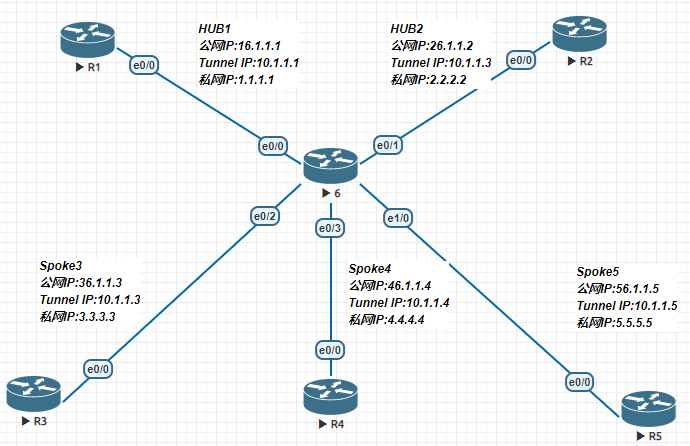 HUB1
公网IP:16.1.1.1
Tunnel IP:10.1.1.1
私网IP:1.1.1.1
HUB2
公网IP:26.1.1.2
Tunnel IP:10.1.1.3
私网IP:2.2.2.2
R1
e0/0
R2
e0/0
e0/0
e0/1
6
e0/2
e0/3
e1/0
Spoke3
公网IP:36.1.1.3
Tunnel IP:10.1.1.3
私网IP:3.3.3.3
Spoke4
公网IP:46.1.1.4
Tunnel IP:10.1.1.4
私网IP:4.4.4.4
Spoke5
公网IP:56.1.1.5
Tunnel IP:10.1.1.5
私网IP:5.5.5.5
e0/0
R3
e0/0
R4
e0/0
R5